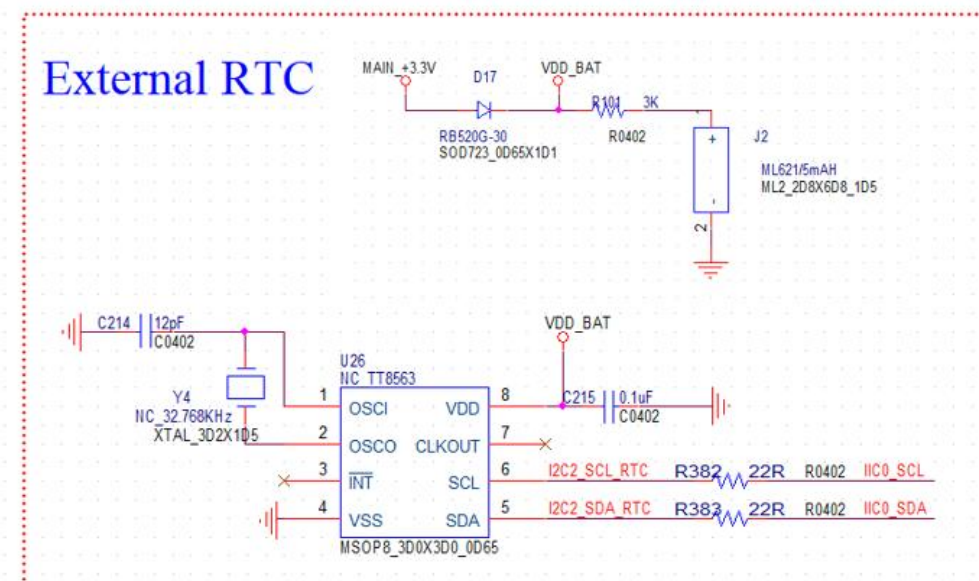 External RTC
MAIN_+3.3V
D17
VDD_BAT
RB520G-30
SOD723_0D65X1D1
R101
3K
R0402
J2
+
ML621/5mAH
ML2_2D8X6D8_1D5
-
2
C214
12pF
C0402
Y4
NC_32.768KHz
XTAL_3D2X1D5
U26
NC_TT8563
VDD_BAT
C215
0.1uF
C0402
1 OSCI VDD 8
2 OSCO CLKOUT 7
3 INT SCL 6 I2C2_SCL_RTC R382 22R R0402 IIC0_SCL
4 VSS SDA 5 I2C2_SDA_RTC R383 22R R0402 IIC0_SDA
MSOP8_3D0X3D0_0D65